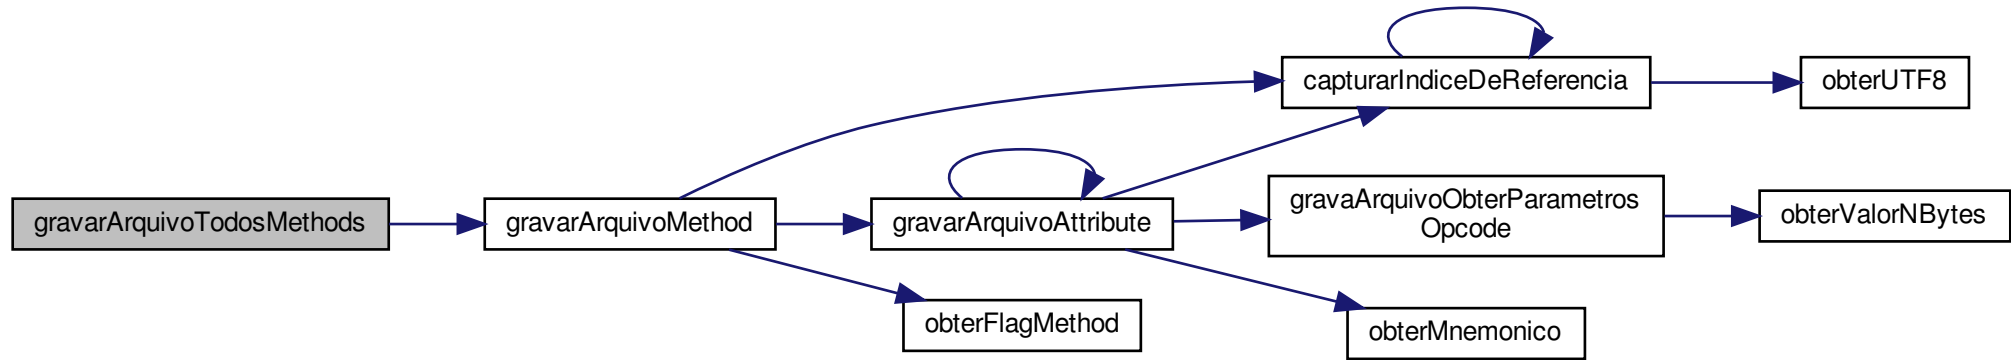 gravarArquivoTodosMethods
gravarArquivoMethod
capturarIndiceDeReferencia
obterUTF8
gravarArquivoAttribute
gravaArquivoObterParametros
Opcode
obterValorNBytes
obterFlagMethod
obterMnemonico